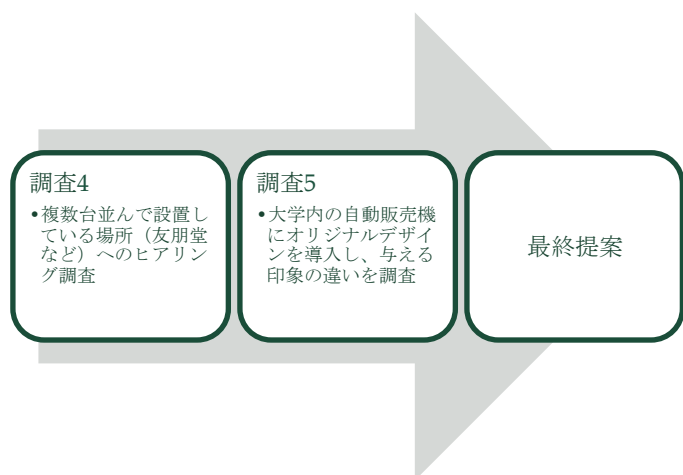 調査4
•複数台並んで設置し
ている場所（友朋堂
など）へのヒアリン
グ調査
調査5
•大学内の自動販売機
にオリジナルデザイ
ンを導入し、与える
印象の違いを調査
最終提案